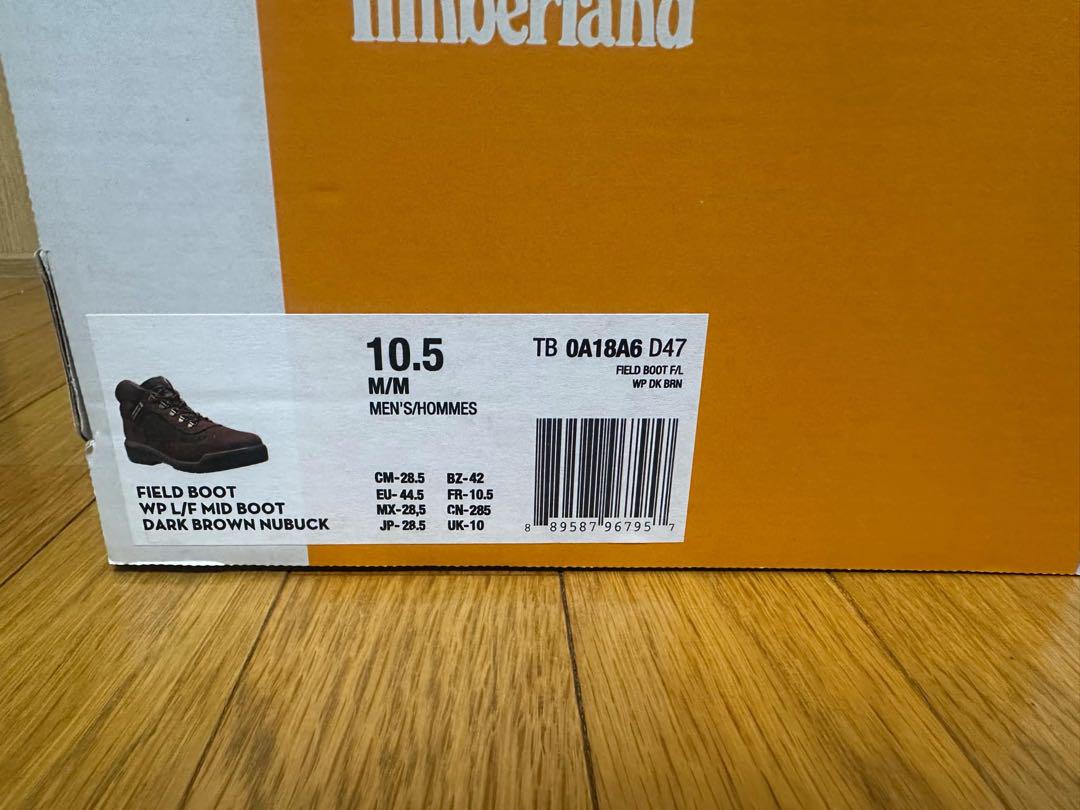 Timberland
10.5
M/M
MEN'S/HOMMES
TB 0A18A6 D47
FIELD BOOT F/L
WP DK BRN
FIELD BOOT
WP L/F MID BOOT
DARK BROWN NUBUCK
CM-28.5 BZ-42
EU-44.5 FR-10.5
MX-28,5 CN-285
JP-28.5 UK-10
8 89587 96795 7